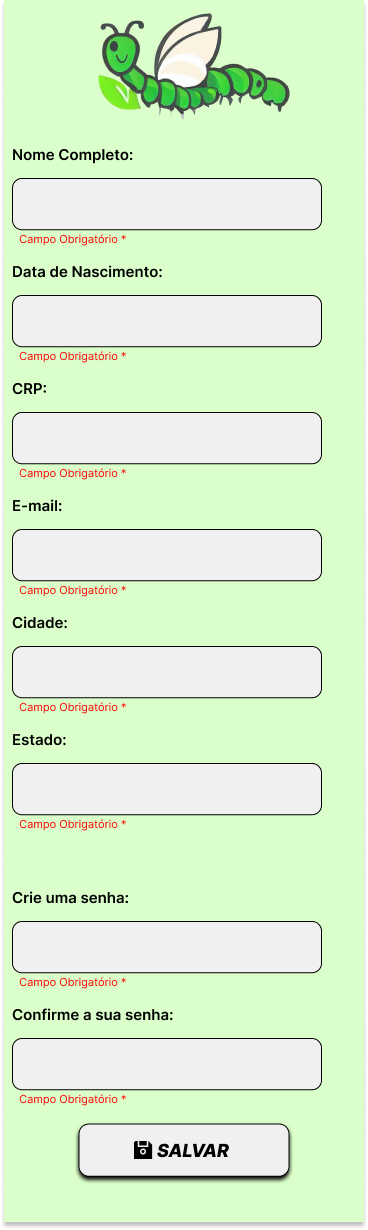 Nome Completo:
Campo Obrigatório *
Data de Nascimento:
Campo Obrigatório *
CRP:
Campo Obrigatório *
E-mail:
Campo Obrigatório *
Cidade:
Campo Obrigatório *
Estado:
Campo Obrigatório *
Crie uma senha:
Campo Obrigatório *
Confirme a sua senha:
Campo Obrigatório *
SALVAR